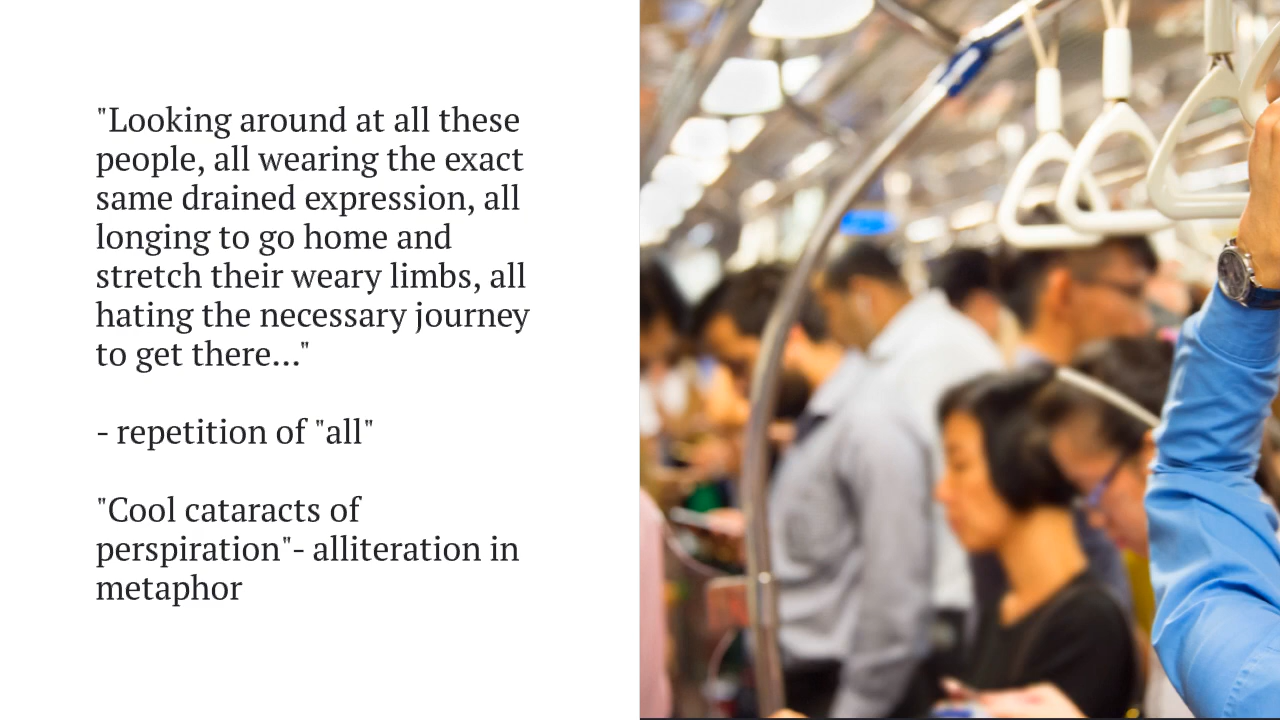 "Looking around at all these
people, all wearing the exact
same drained expression, all
longing to go home and
stretch their weary limbs, all
hating the necessary journey
to get there..."
- repetition of "all"
"Cool cataracts of
perspiration"- alliteration in
metaphor